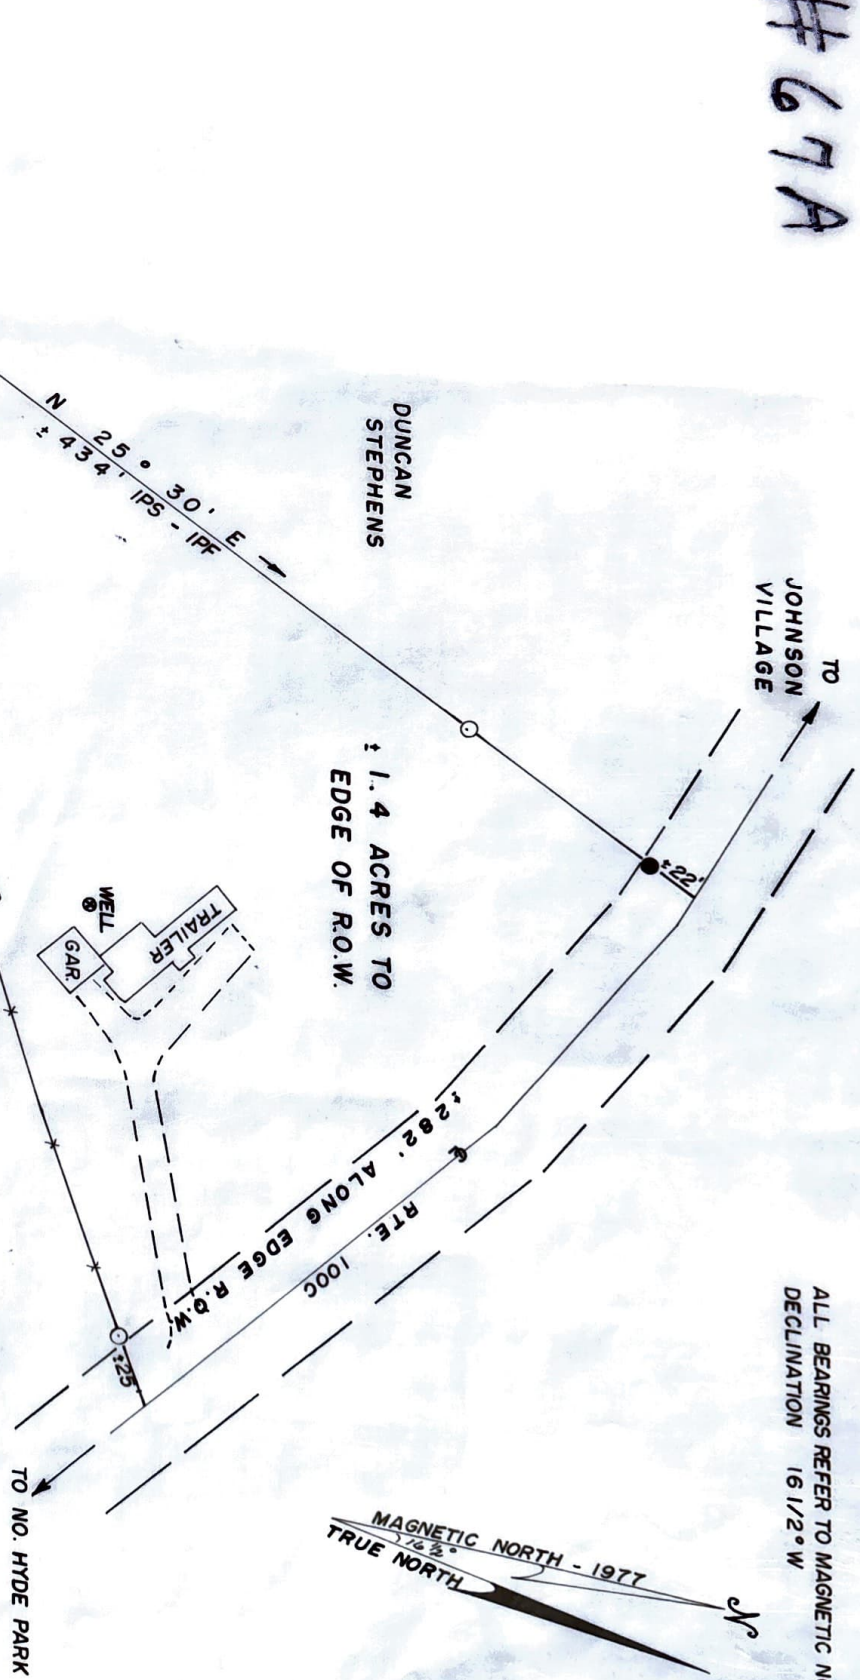 #67A
ALL BEARINGS REFER TO MAGNETIC N
DECLINATION 16 1/2° W
TO
JOHNSON
VILLAGE
DUNCAN
STEPHENS
N 25° 30' E
± 434' IPS - IPF
±22'
± 1.4 ACRES TO
EDGE OF R.O.W.
WELL
TRAILER
GAR.
±282' ALONG EDGE R.O.W.
RTE. 100C
±25'
TO NO. HYDE PARK
MAGNETIC NORTH - 1977
16 1/2°
TRUE NORTH
N